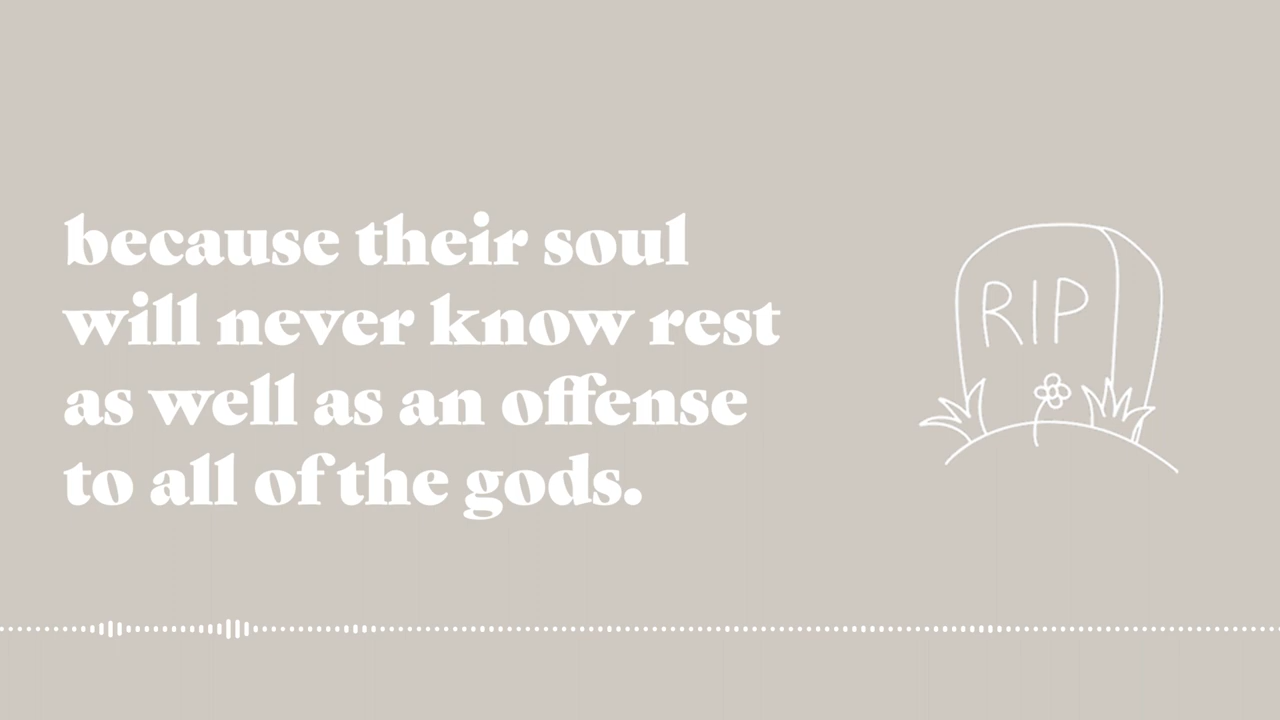 because their soul
will never know rest
as well as an offense
to all of the gods.
RIP